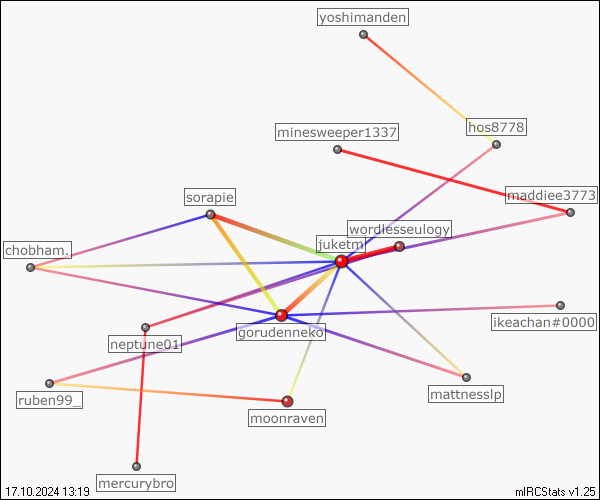 yoshimanden
hos8778
minesweeper1337
maddiee3773
sorapie
wordlesseulogy
juketm
chobham.
ikeachan#0000
gorudenneko
neptune01
mattnesslp
ruben99_
moonraven
mercurybro
17.10.2024 13:19
mIRCStats v1.25